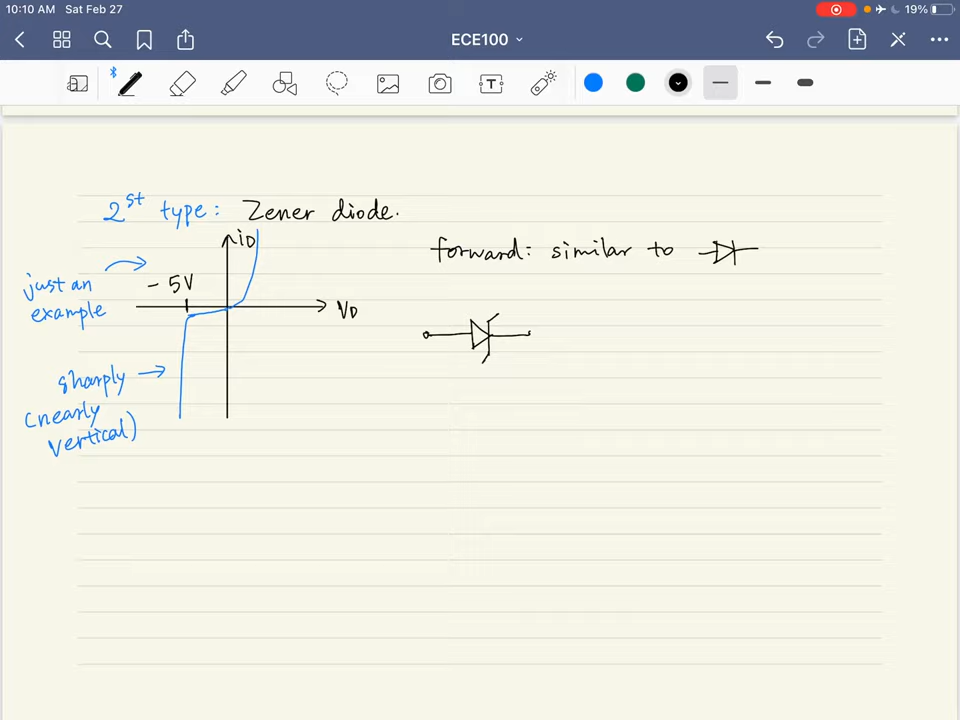 10:10 AM Sat Feb 27
19%
ECE100
T
2st type: Zener diode.
iD
forward: similar to
just an
example
- 5V
VD
sharply
(nearly
vertical)